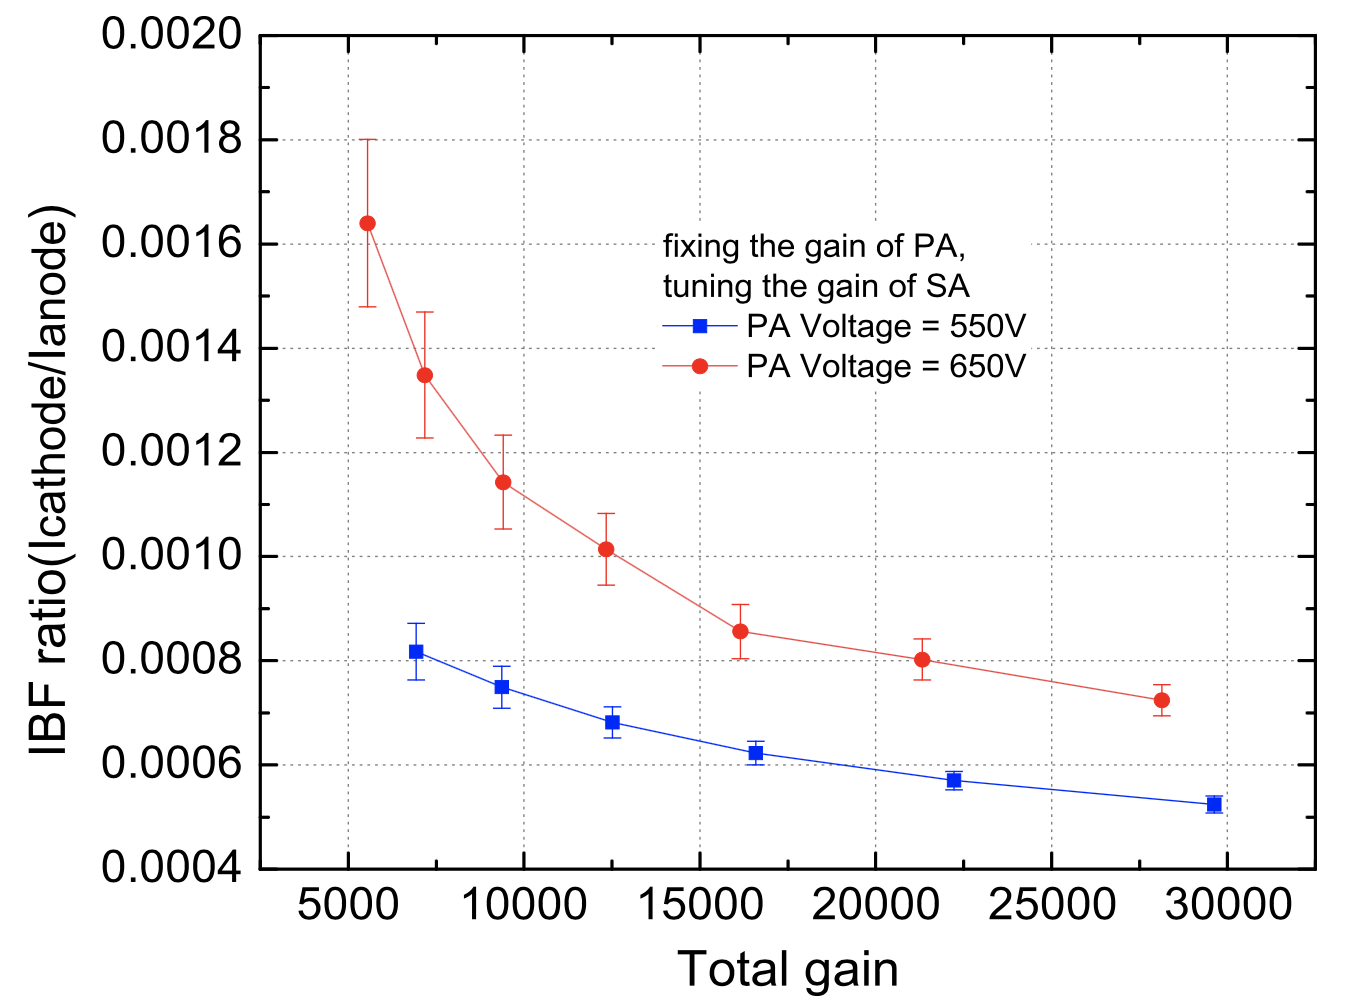 0.0020
0.0018
0.0016
0.0014
0.0012
0.0010
0.0008
0.0006
0.0004
IBF ratio(Icathode/Ianode)
fixing the gain of PA,
tuning the gain of SA
PA Voltage = 550V
PA Voltage = 650V
5000 10000 15000 20000 25000 30000
Total gain